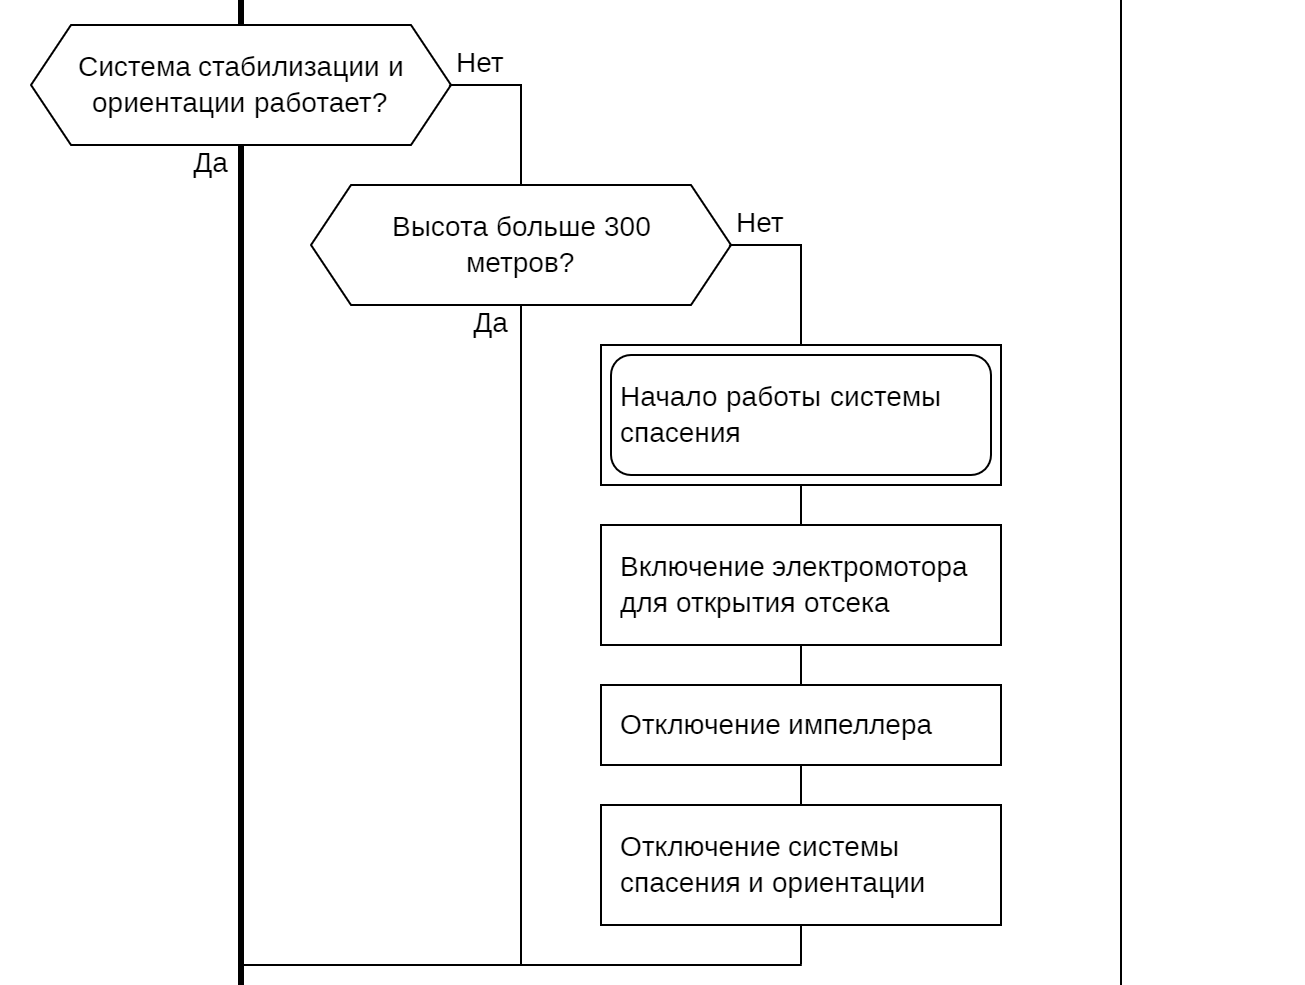 Система стабилизации и
ориентации работает?
Нет
Да
Высота больше 300
метров?
Нет
Да
Начало работы системы
спасения
Включение электромотора
для открытия отсека
Отключение импеллера
Отключение системы
спасения и ориентации